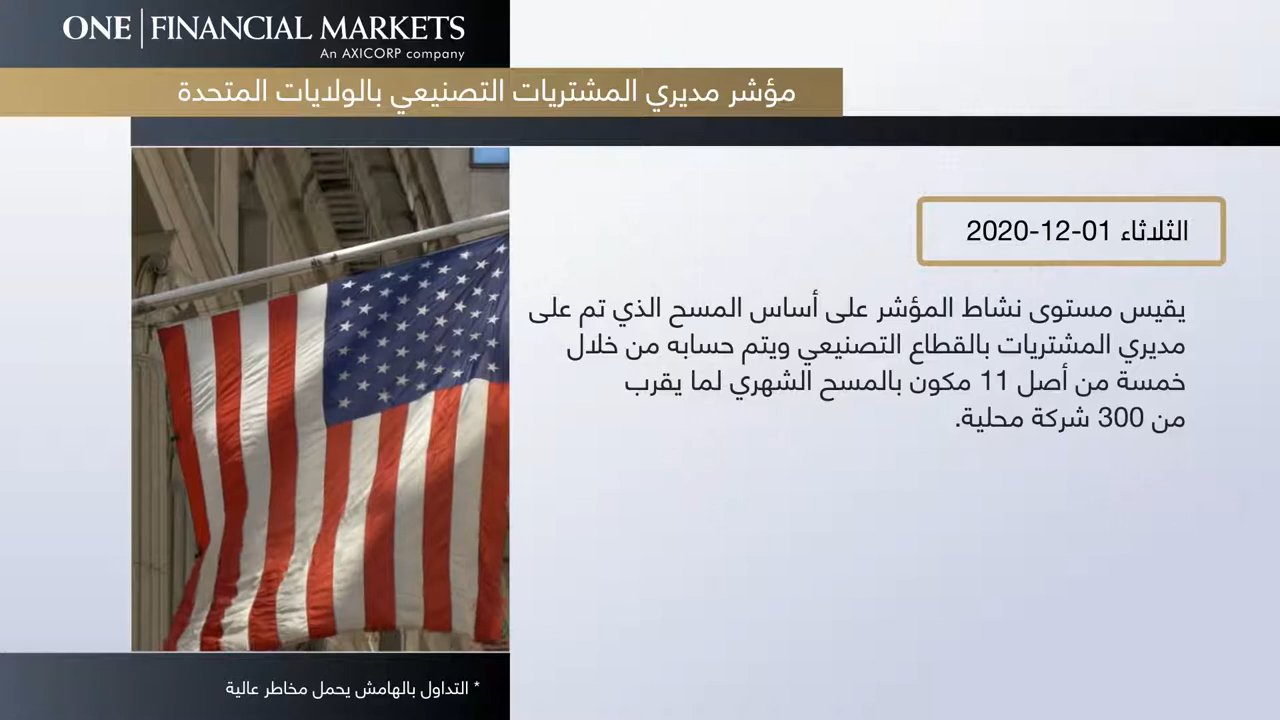 ONE | FINANCIAL MARKETS
An AXICORP company
مؤشر مديري المشتريات التصنيعي بالولايات المتحدة
الثلاثاء 01-12-2020
يقيس مستوى نشاط المؤشر على أساس المسح الذي تم على
مديري المشتريات بالقطاع التصنيعي ويتم حسابه من خلال
خمسة من أصل 11 مكون بالمسح الشهري لما يقرب
من 300 شركة محلية.
* التداول بالهامش يحمل مخاطر عالية